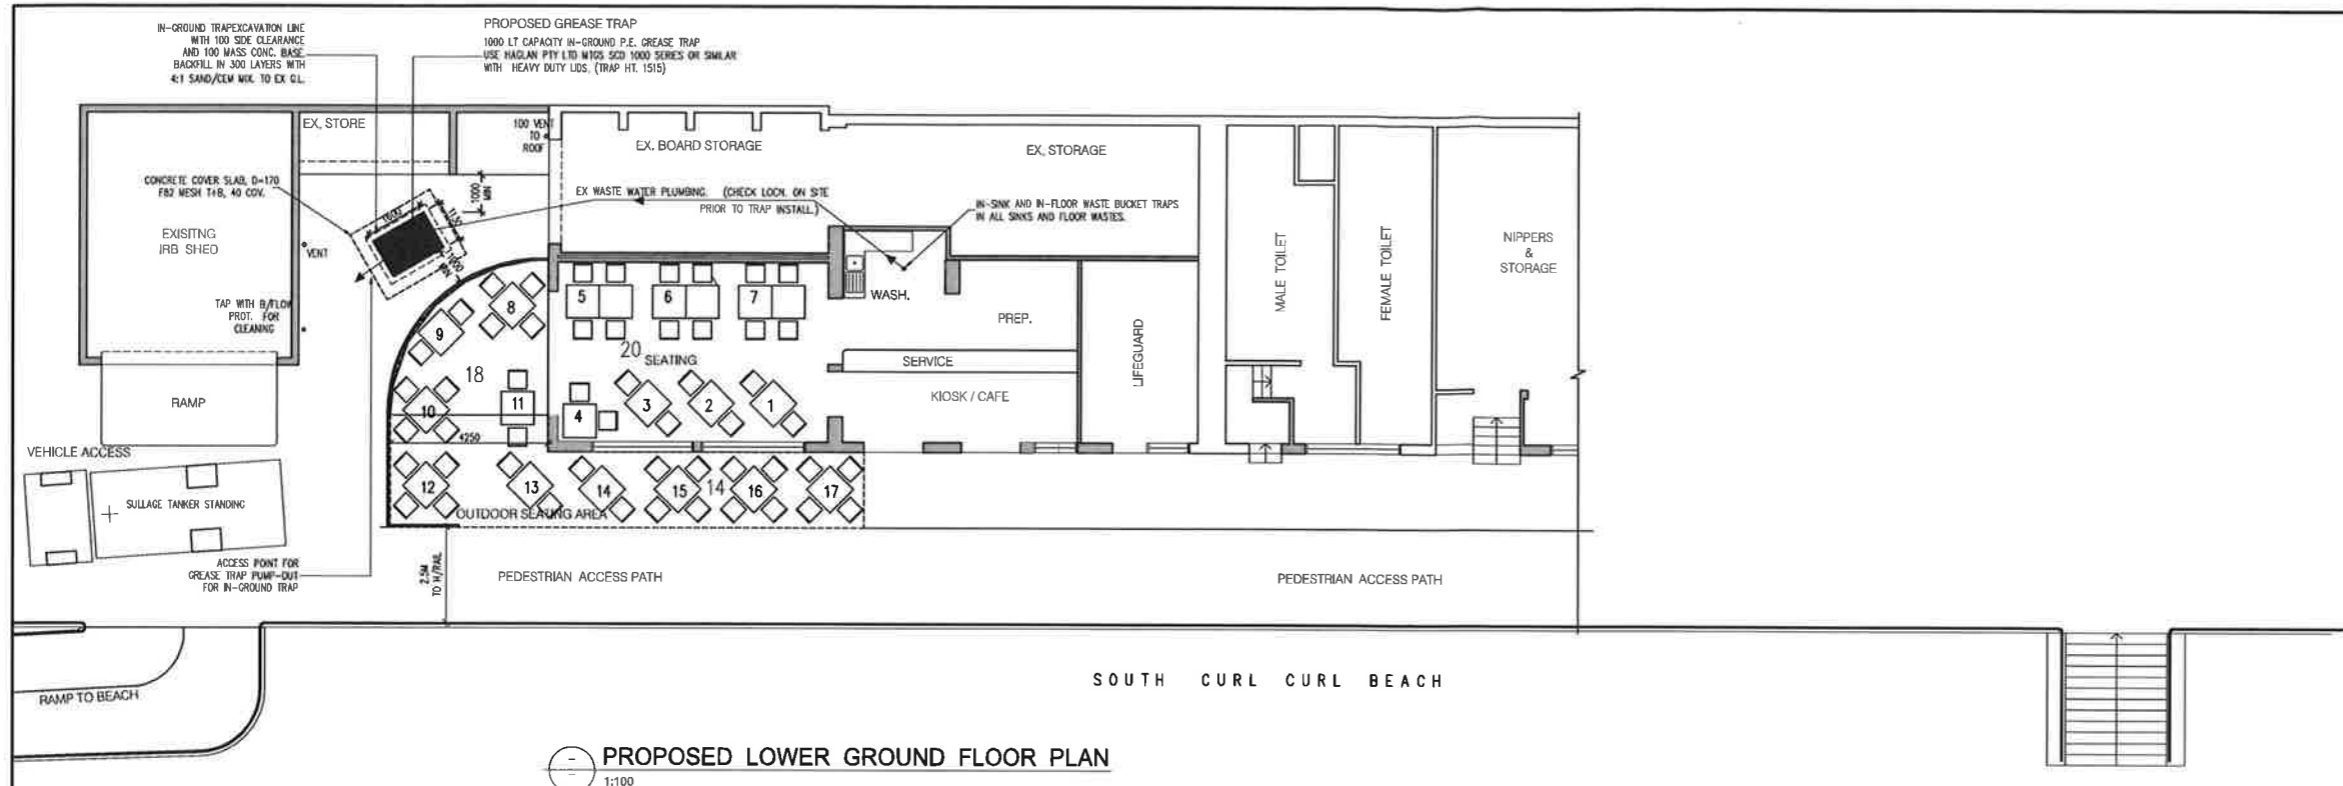 IN-GROUND TRAPEXCAVATION LINE
WITH 100 SIDE CLEARANCE
AND 100 MASS CONC. BASE
BACKFILL IN 300 LAYERS WITH
4:1 SAND/CEM MIX. TO EX G.L.
PROPOSED GREASE TRAP
1000 LT CAPACITY IN-GROUND P.E. GREASE TRAP
USE HAGLAN PTY LTD MTGS SCD 1000 SERIES OR SIMILAR
WITH HEAVY DUTY LIDS. (TRAP HT. 1515)
EX. STORE
100 VENT
TO
ROOF
EX. BOARD STORAGE
EX. STORAGE
CONCRETE COVER SLAB, D=170
F82 MESH T+B, 40 COV.
1000
MIN
EX WASTE WATER PLUMBING. (CHECK LOCN. ON SITE
PRIOR TO TRAP INSTALL.)
IN-SINK AND IN-FLOOR WASTE BUCKET TRAPS
IN ALL SINKS AND FLOOR WASTES.
1130
1000
MIN
EXISITNG
IRB SHED
VENT
TAP WITH B/FLOW
PROT. FOR
CLEANING
MALE TOILET
FEMALE TOILET
NIPPERS
&
STORAGE
5
6
7
8
9
WASH.
PREP.
20
SEATING
SERVICE
LIFEGUARD
18
RAMP
10
11
4
3
2
1
KIOSK / CAFE
4250
VEHICLE ACCESS
SULLAGE TANKER STANDING
12
13
14
15
14
16
17
OUTDOOR SEATING AREA
ACCESS POINT FOR
GREASE TRAP PUMP-OUT
FOR IN-GROUND TRAP
2.5M
TO H/RAIL
PEDESTRIAN ACCESS PATH
PEDESTRIAN ACCESS PATH
RAMP TO BEACH
SOUTH CURL CURL BEACH
PROPOSED LOWER GROUND FLOOR PLAN
1:100